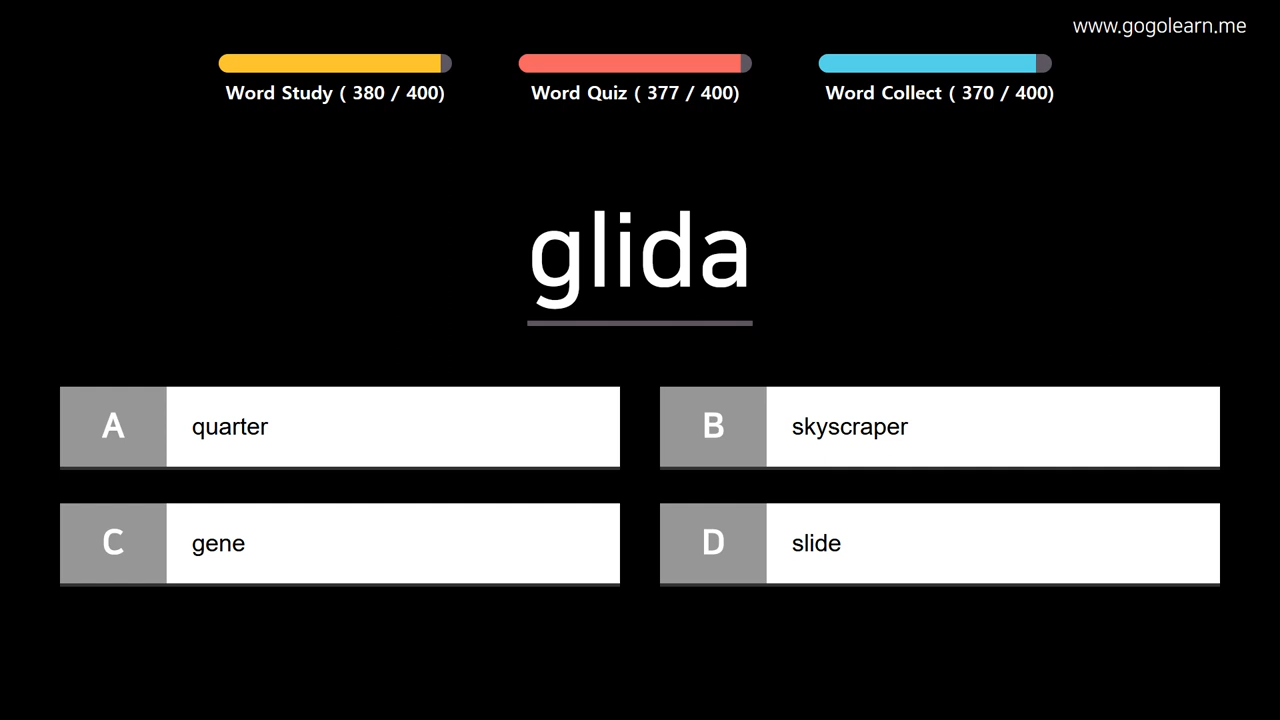 www.gogolearn.me
Word Study ( 380 / 400)
Word Quiz ( 377 / 400)
Word Collect ( 370 / 400)
glida
A quarter
B skyscraper
C gene
D slide